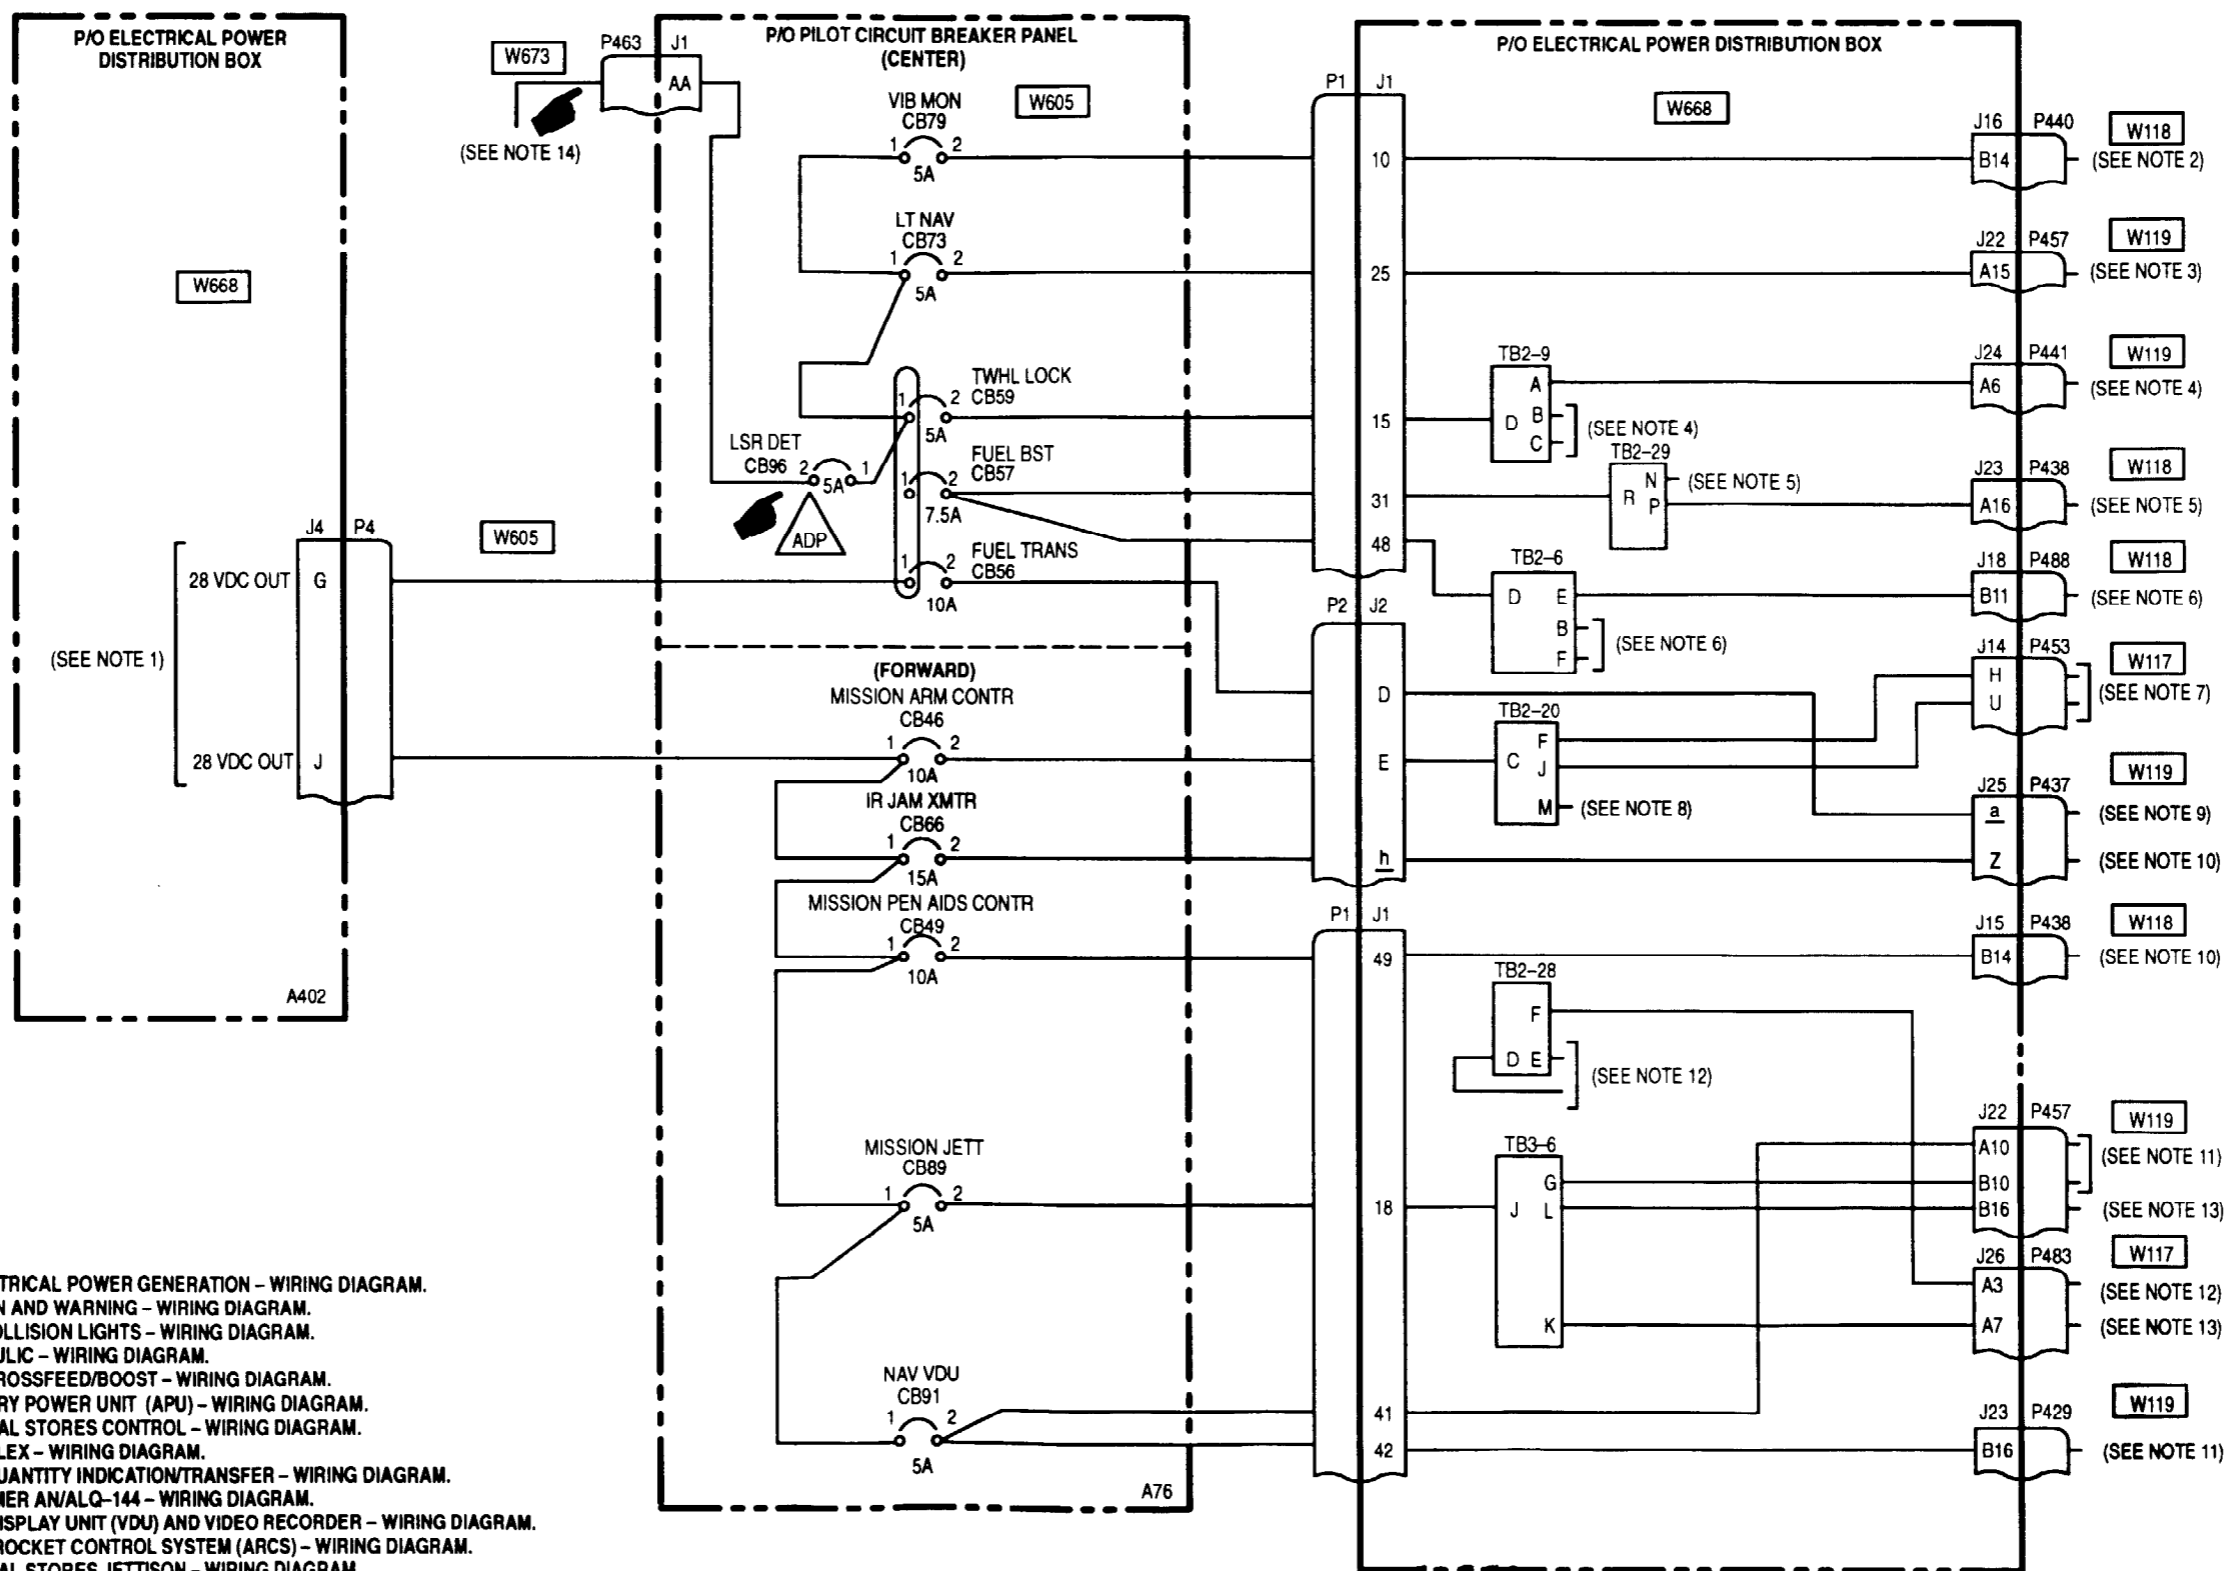 P/O ELECTRICAL POWER
DISTRIBUTION BOX
W668
(SEE NOTE 1)
28 VDC OUT
G
28 VDC OUT
J
J4
P4
A402
W605
W673
(SEE NOTE 14)
P463
J1
AA
P/O PILOT CIRCUIT BREAKER PANEL
(CENTER)
W605
VIB MON
CB79
1 2
5A
LT NAV
CB73
1 2
5A
TWHL LOCK
CB59
1 2
5A
LSR DET
CB96
2 1
5A
ADP
FUEL BST
CB57
1 2
7.5A
FUEL TRANS
CB56
1 2
10A
(FORWARD)
MISSION ARM CONTR
CB46
1 2
10A
IR JAM XMTR
CB66
1 2
15A
MISSION PEN AIDS CONTR
CB49
1 2
10A
MISSION JETT
CB89
1 2
5A
NAV VDU
CB91
1 2
5A
A76
P/O ELECTRICAL POWER DISTRIBUTION BOX
W668
P1 J1
10
25
15
31
48
P2 J2
D
E
h
P1 J1
49
18
41
42
TB2-9
A
D B
C
(SEE NOTE 4)
TB2-29
R N
P
(SEE NOTE 5)
TB2-6
D E
B
F
(SEE NOTE 6)
TB2-20
F
C J
M
(SEE NOTE 8)
TB2-28
F
D E
(SEE NOTE 12)
TB3-6
G
J L
K
J16 P440
W118
B14
(SEE NOTE 2)
J22 P457
W119
A15
(SEE NOTE 3)
J24 P441
W119
A6
(SEE NOTE 4)
J23 P438
W118
A16
(SEE NOTE 5)
J18 P488
W118
B11
(SEE NOTE 6)
J14 P453
W117
H
U
(SEE NOTE 7)
J25 P437
W119
a
(SEE NOTE 9)
Z
(SEE NOTE 10)
J15 P438
W118
B14
(SEE NOTE 10)
J22 P457
W119
A10
B10
(SEE NOTE 11)
B16
(SEE NOTE 13)
J26 P483
W117
A3
(SEE NOTE 12)
A7
(SEE NOTE 13)
J23 P429
W119
B16
(SEE NOTE 11)
TRICAL POWER GENERATION – WIRING DIAGRAM.
N AND WARNING – WIRING DIAGRAM.
OLLISION LIGHTS – WIRING DIAGRAM.
ULIC – WIRING DIAGRAM.
ROSSFEED/BOOST – WIRING DIAGRAM.
RY POWER UNIT (APU) – WIRING DIAGRAM.
AL STORES CONTROL – WIRING DIAGRAM.
LEX – WIRING DIAGRAM.
UANTITY INDICATION/TRANSFER – WIRING DIAGRAM.
MER AN/ALQ-144 – WIRING DIAGRAM.
ISPLAY UNIT (VDU) AND VIDEO RECORDER – WIRING DIAGRAM.
ROCKET CONTROL SYSTEM (ARCS) – WIRING DIAGRAM.
AL STORES JETTISON – WIRING DIAGRAM